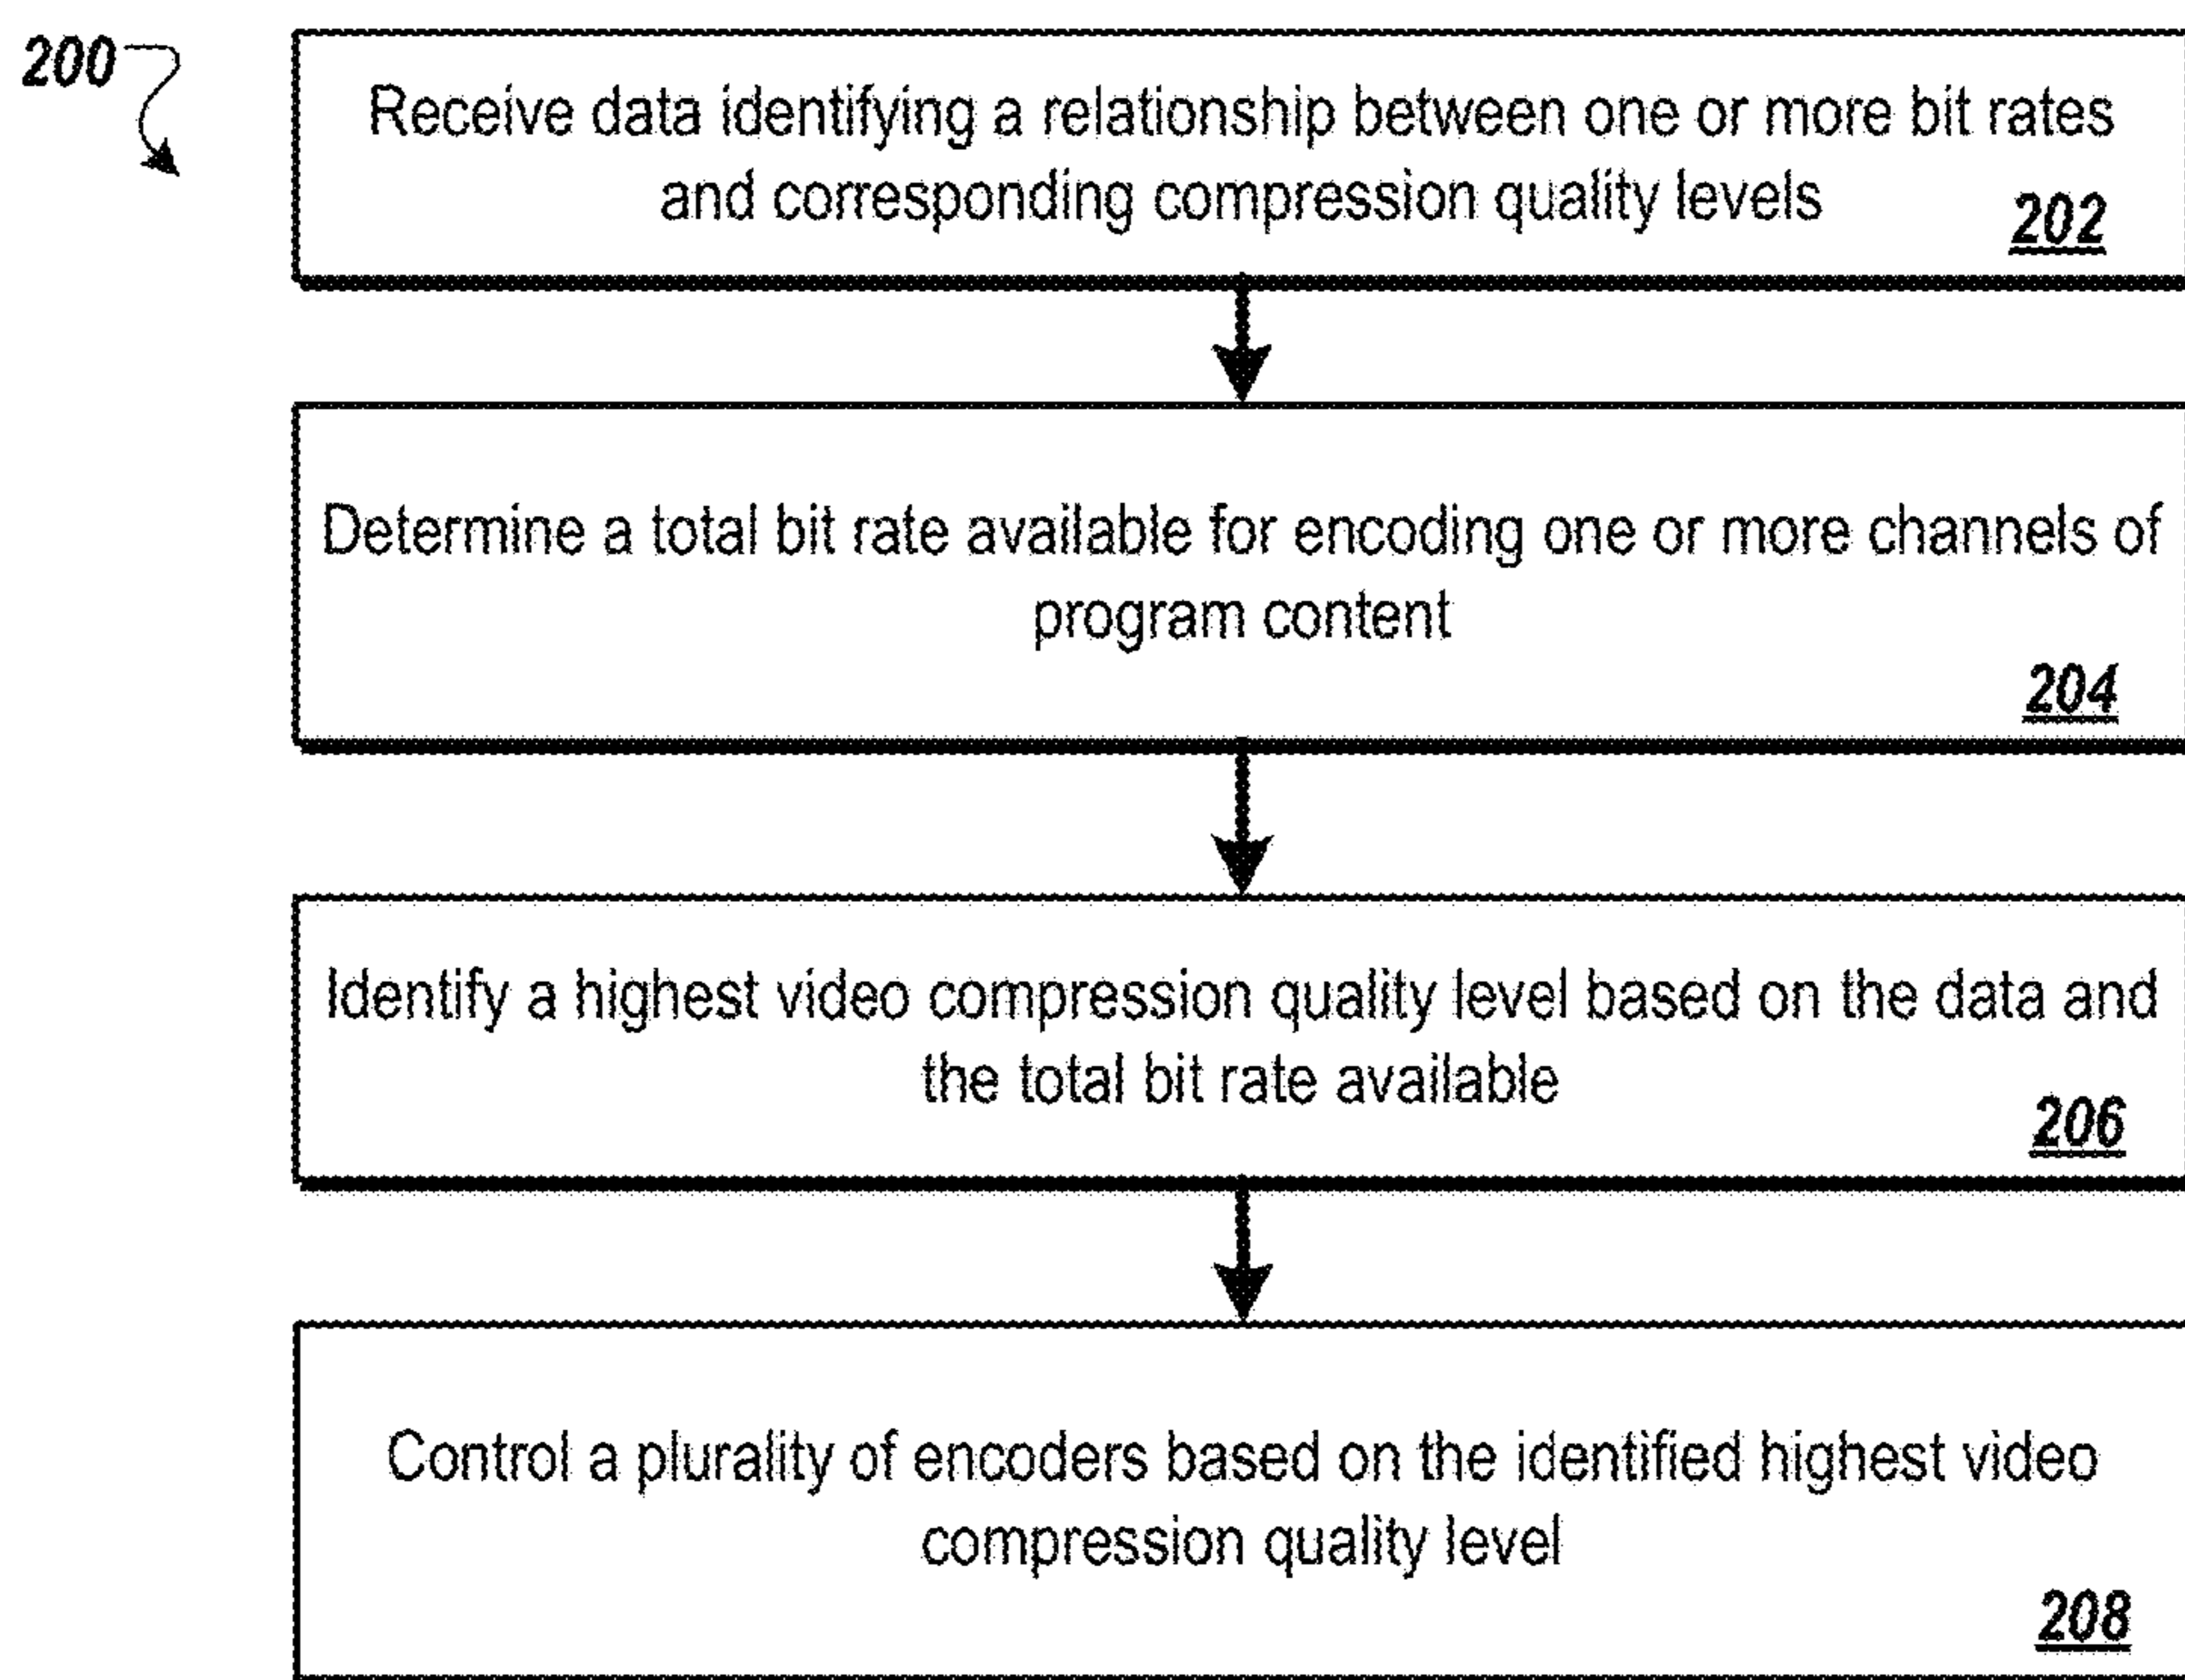 200
Receive data identifying a relationship between one or more bit rates
and corresponding compression quality levels
202
Determine a total bit rate available for encoding one or more channels of
program content
204
Identify a highest video compression quality level based on the data and
the total bit rate available
206
Control a plurality of encoders based on the identified highest video
compression quality level
208